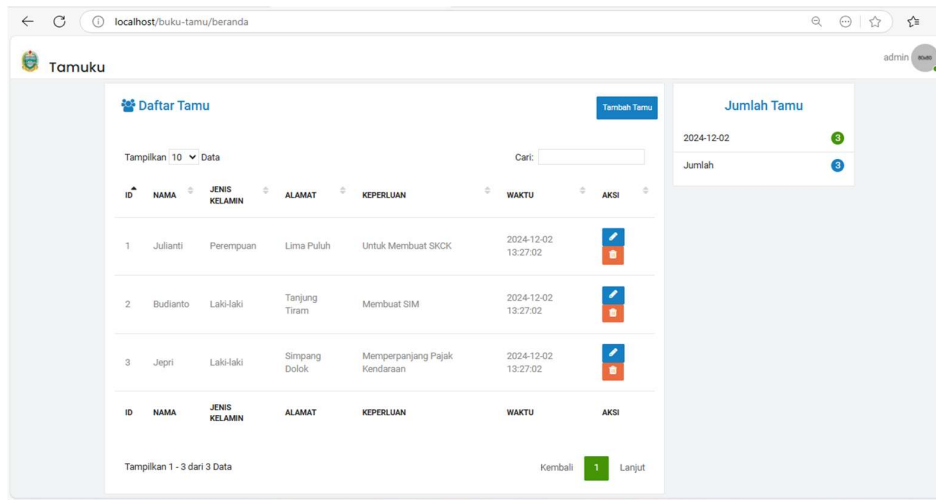 localhost/buku-tamu/beranda
Tamuku
admin
Daftar Tamu
Tambah Tamu
Tampilkan 10 Data
Cari:
ID NAMA JENIS KELAMIN ALAMAT KEPERLUAN WAKTU AKSI
1 Julianti Perempuan Lima Puluh Untuk Membuat SKCK 2024-12-02 13:27:02
2 Budianto Laki-laki Tanjung Tiram Membuat SIM 2024-12-02 13:27:02
3 Jepri Laki-laki Simpang Dolok Memperpanjang Pajak Kendaraan 2024-12-02 13:27:02
ID NAMA JENIS KELAMIN ALAMAT KEPERLUAN WAKTU AKSI
Tampilkan 1 - 3 dari 3 Data
Kembali 1 Lanjut
Jumlah Tamu
2024-12-02 3
Jumlah 3